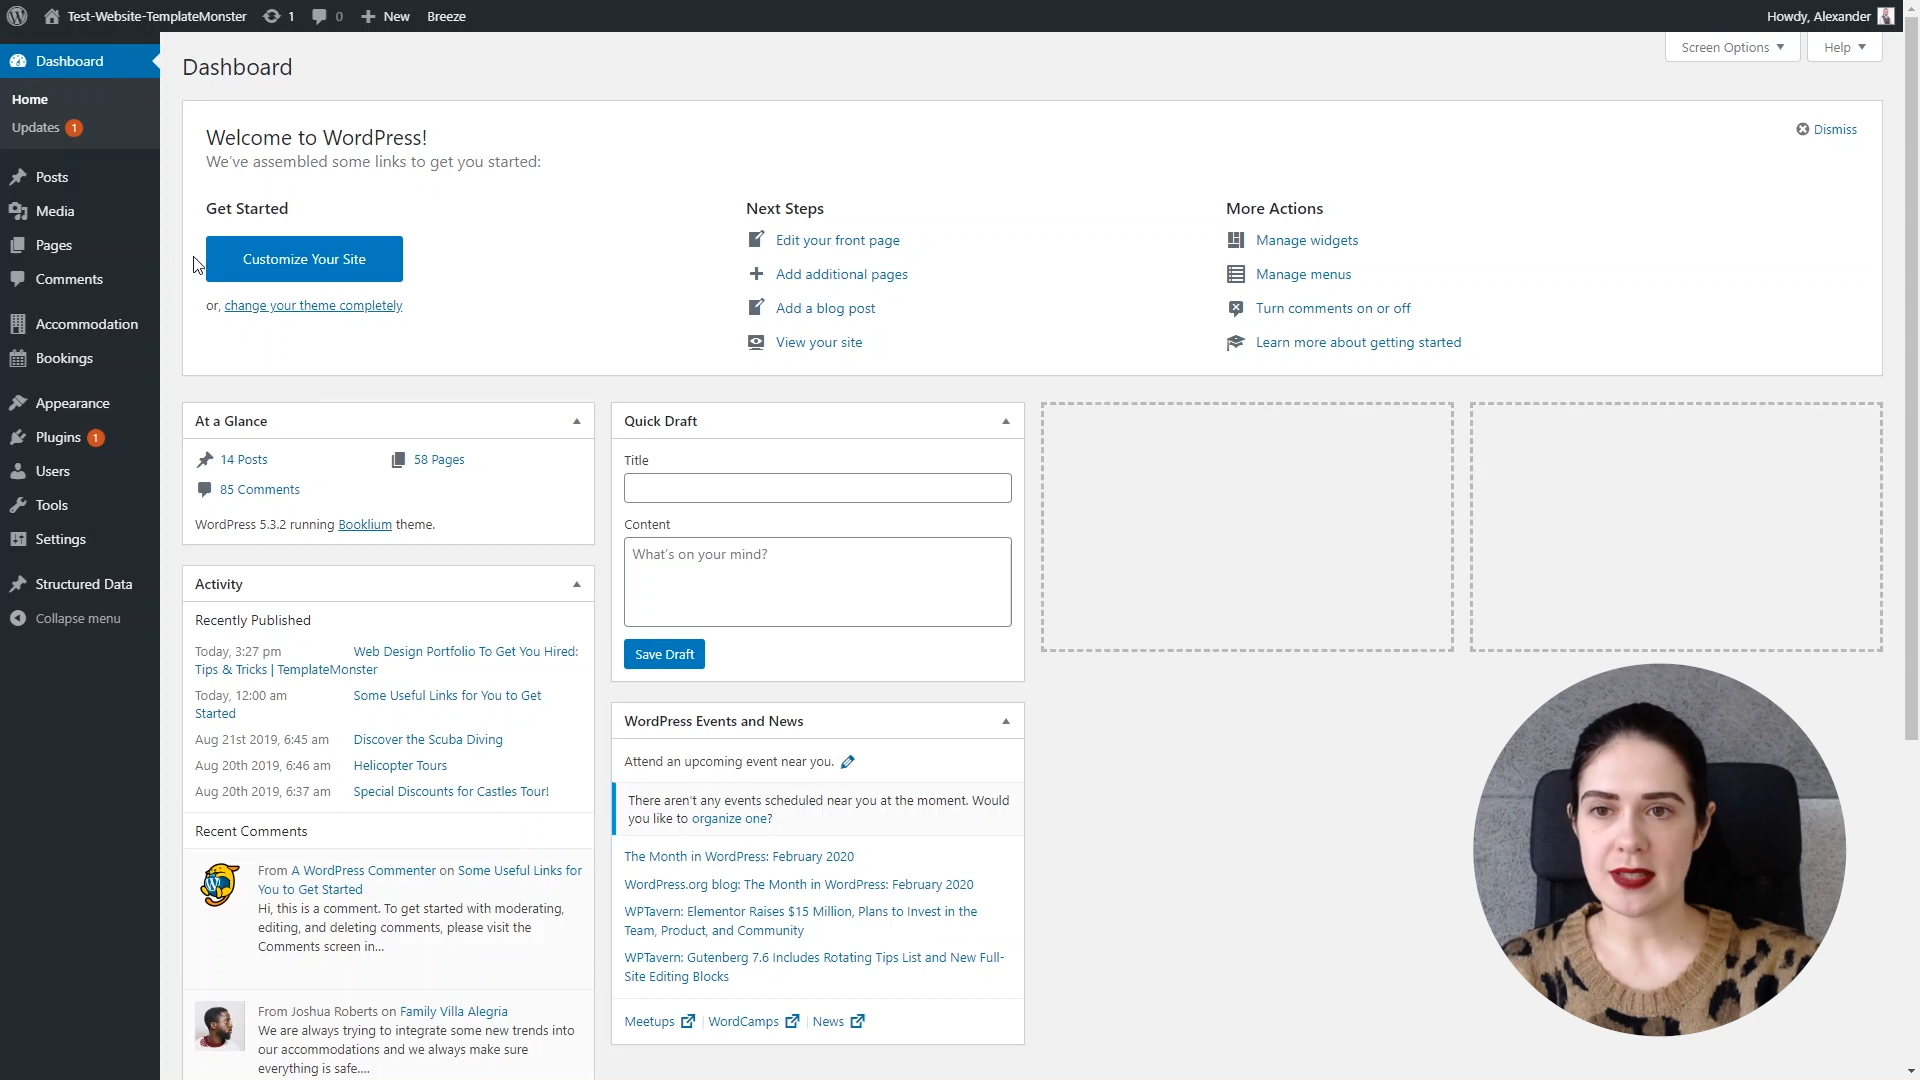 Test-Website-TemplateMonster 1 0 New Breeze Howdy, Alexander
Screen Options Help
Dashboard
Home
Updates 1
Posts
Media
Pages
Comments
Accommodation
Bookings
Appearance
Plugins 1
Users
Tools
Settings
Structured Data
Collapse menu
Dashboard
Welcome to WordPress!
We've assembled some links to get you started:
Dismiss
Get Started
Customize Your Site
or, change your theme completely
Next Steps
Edit your front page
Add additional pages
Add a blog post
View your site
More Actions
Manage widgets
Manage menus
Turn comments on or off
Learn more about getting started
At a Glance
14 Posts 58 Pages
85 Comments
WordPress 5.3.2 running Booklium theme.
Activity
Recently Published
Today, 3:27 pm Web Design Portfolio To Get You Hired:
Tips & Tricks | TemplateMonster
Today, 12:00 am Some Useful Links for You to Get
Started
Aug 21st 2019, 6:45 am Discover the Scuba Diving
Aug 20th 2019, 6:46 am Helicopter Tours
Aug 20th 2019, 6:37 am Special Discounts for Castles Tour!
Recent Comments
From A WordPress Commenter on Some Useful Links for
You to Get Started
Hi, this is a comment. To get started with moderating,
editing, and deleting comments, please visit the
Comments screen in...
From Joshua Roberts on Family Villa Alegria
We are always trying to integrate some new trends into
our accommodations and we always make sure
everything is safe....
Quick Draft
Title
Content
What's on your mind?
Save Draft
WordPress Events and News
Attend an upcoming event near you.
There aren't any events scheduled near you at the moment. Would
you like to organize one?
The Month in WordPress: February 2020
WordPress.org blog: The Month in WordPress: February 2020
WPTavern: Elementor Raises $15 Million, Plans to Invest in the
Team, Product, and Community
WPTavern: Gutenberg 7.6 Includes Rotating Tips List and New Full-
Site Editing Blocks
Meetups | WordCamps | News